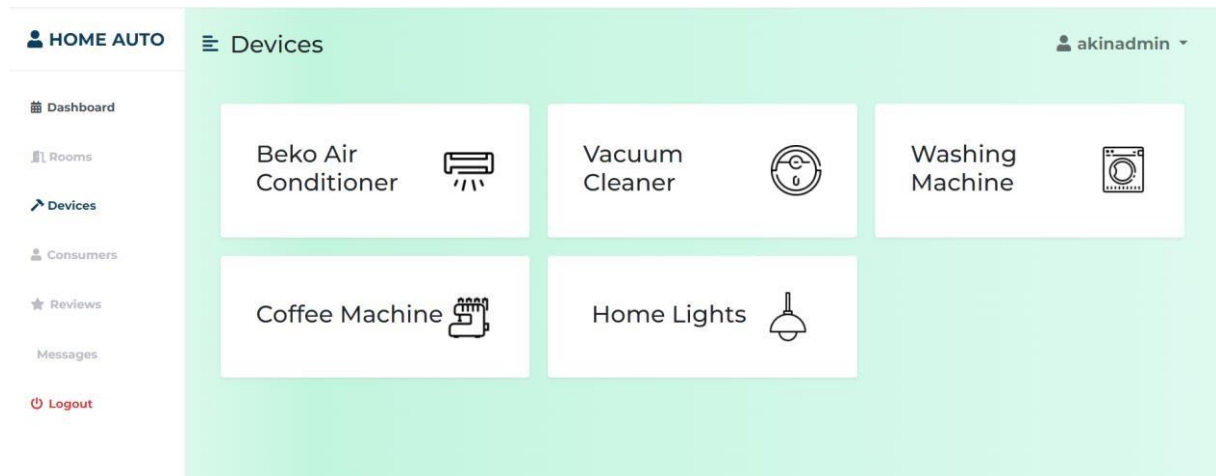 HOME AUTO
Devices
akinadmin
Dashboard
Rooms
Devices
Consumers
Reviews
Messages
Logout
Beko Air
Conditioner
Vacuum
Cleaner
Washing
Machine
Coffee Machine
Home Lights